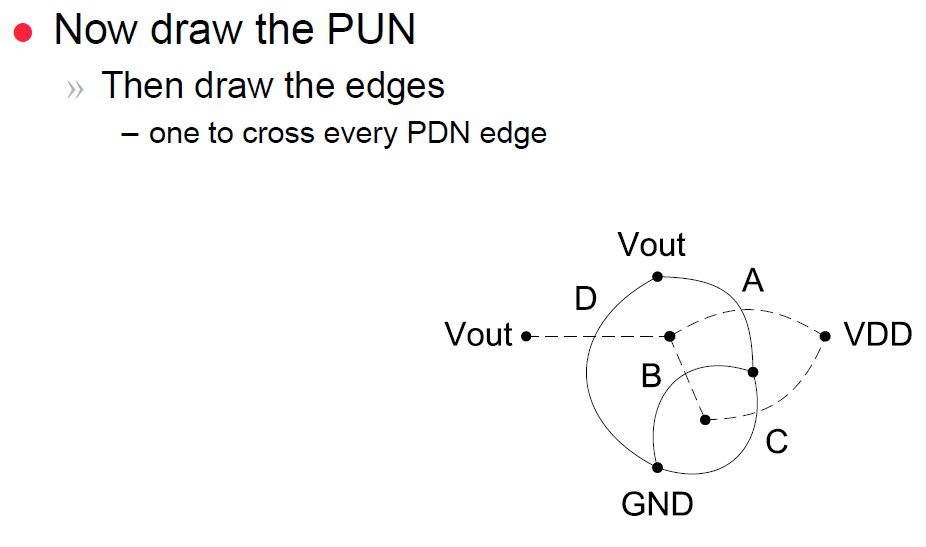 Now draw the PUN
» Then draw the edges
– one to cross every PDN edge
Vout
A
D
Vout
VDD
B
C
GND